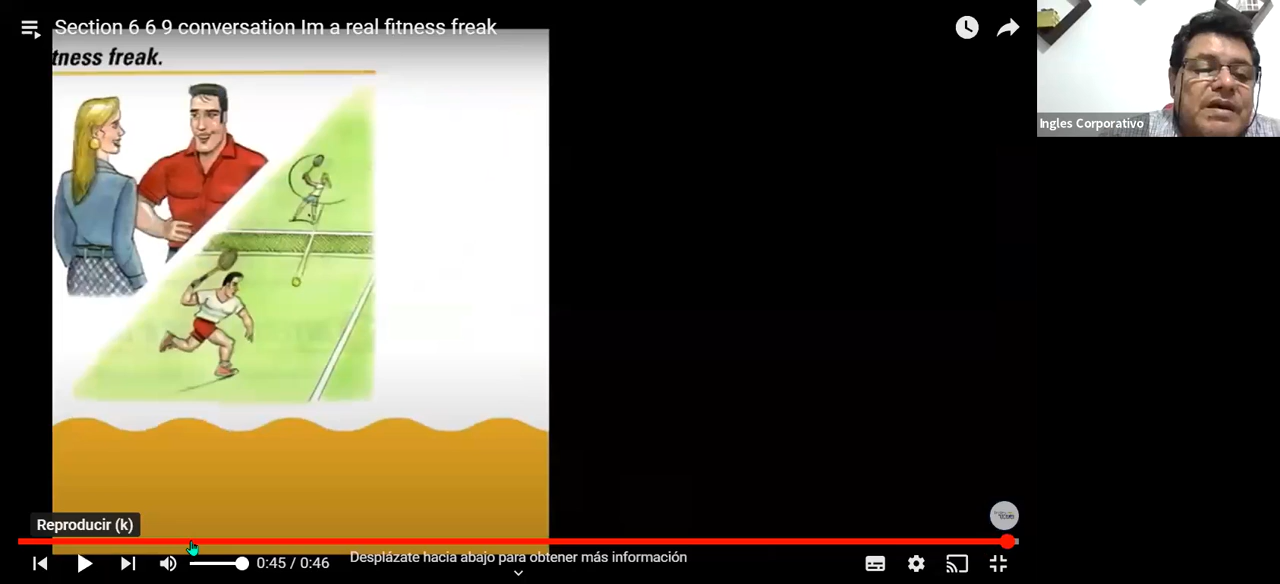 Section 6 6 9 conversation Im a real fitness freak
tness freak.
Ingles Corporativo
Reproducir (k)
0:45 / 0:46
Desplázate hacia abajo para obtener más información